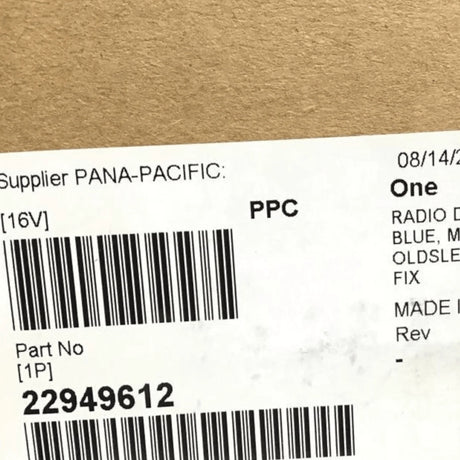 Supplier PANA-PACIFIC:
[16V]
PPC
Part No
[1P]
22949612
08/14/2
One
RADIO D
BLUE, M
OLDSLE
FIX
MADE I
Rev
-